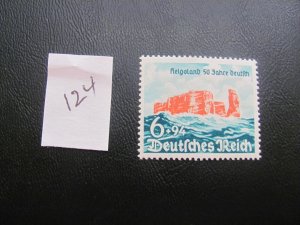 124
Helgoland 50 Jahre deutsch
6+94
Deutsches Reich